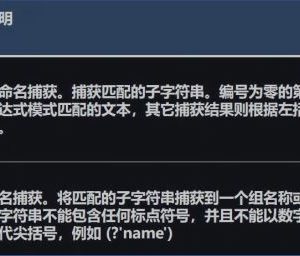 明
命名捕获。捕获匹配的子字符串。编号为零的第
达式模式匹配的文本，其它捕获结果则根据左括
。
名捕获。将匹配的子字符串捕获到一个组名称或
字符串不能包含任何标点符号，并且不能以数字
代尖括号，例如 (?'name')